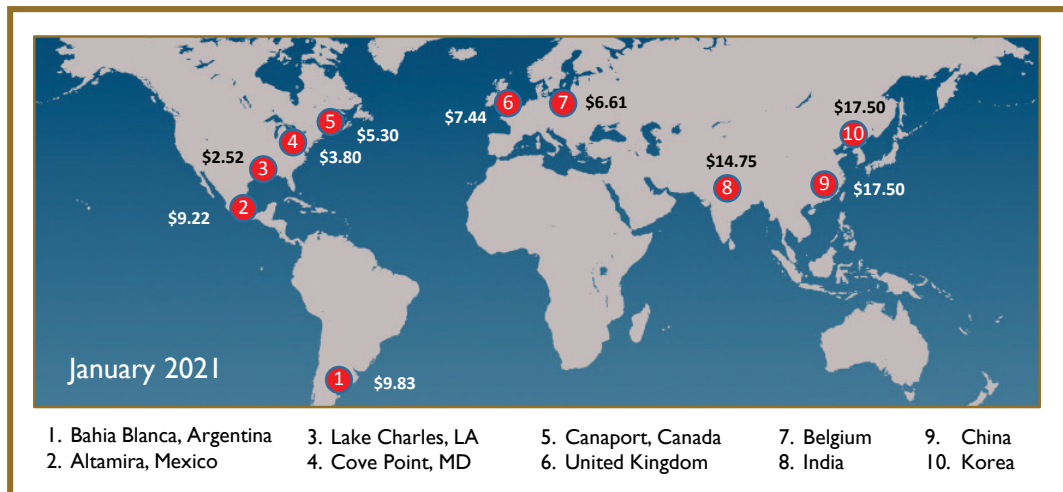 $17.50
10
$6.61
7
6
$7.44
5
$5.30
4
$3.80
$2.52
3
$14.75
8
9
$17.50
2
$9.22
January 2021
1
$9.83
1. Bahia Blanca, Argentina
2. Altamira, Mexico
3. Lake Charles, LA
4. Cove Point, MD
5. Canaport, Canada
6. United Kingdom
7. Belgium
8. India
9. China
10. Korea